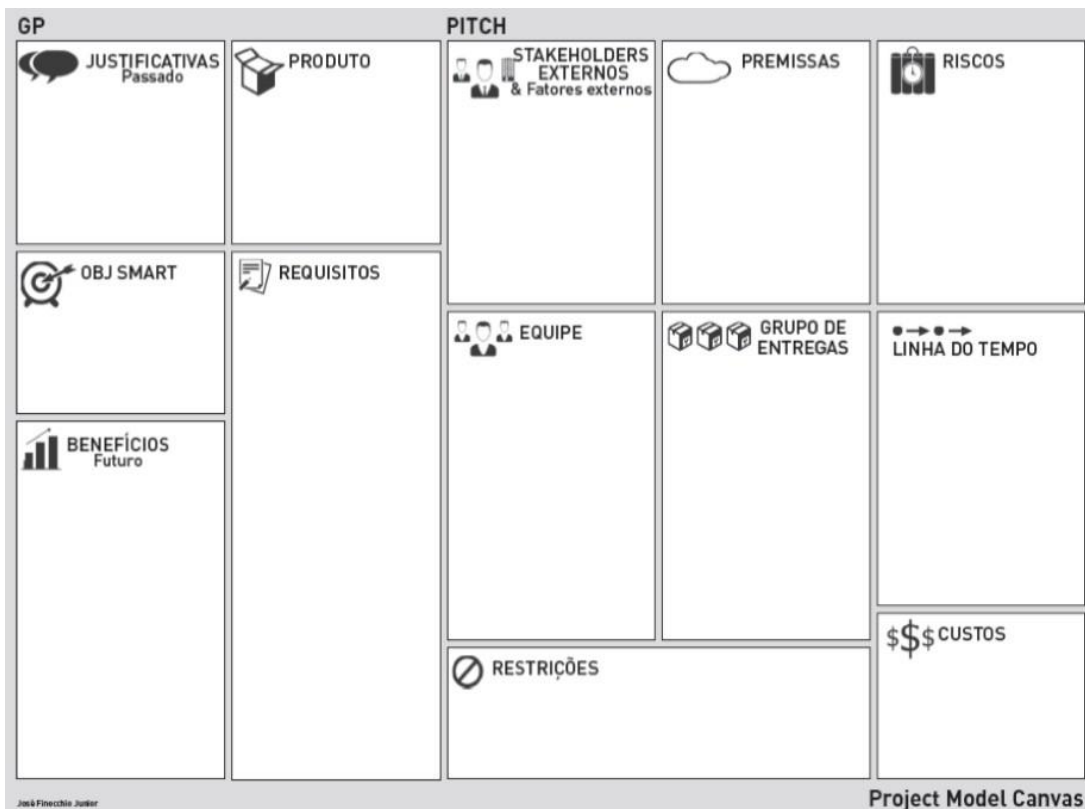 GP
PITCH
JUSTIFICATIVAS
Passado
PRODUTO
STAKEHOLDERS
EXTERNOS
& Fatores externos
PREMISSAS
RISCOS
OBJ SMART
REQUISITOS
EQUIPE
GRUPO DE
ENTREGAS
LINHA DO TEMPO
BENEFÍCIOS
Futuro
RESTRIÇÕES
$$$ CUSTOS
José Finocchio Junior
Project Model Canvas